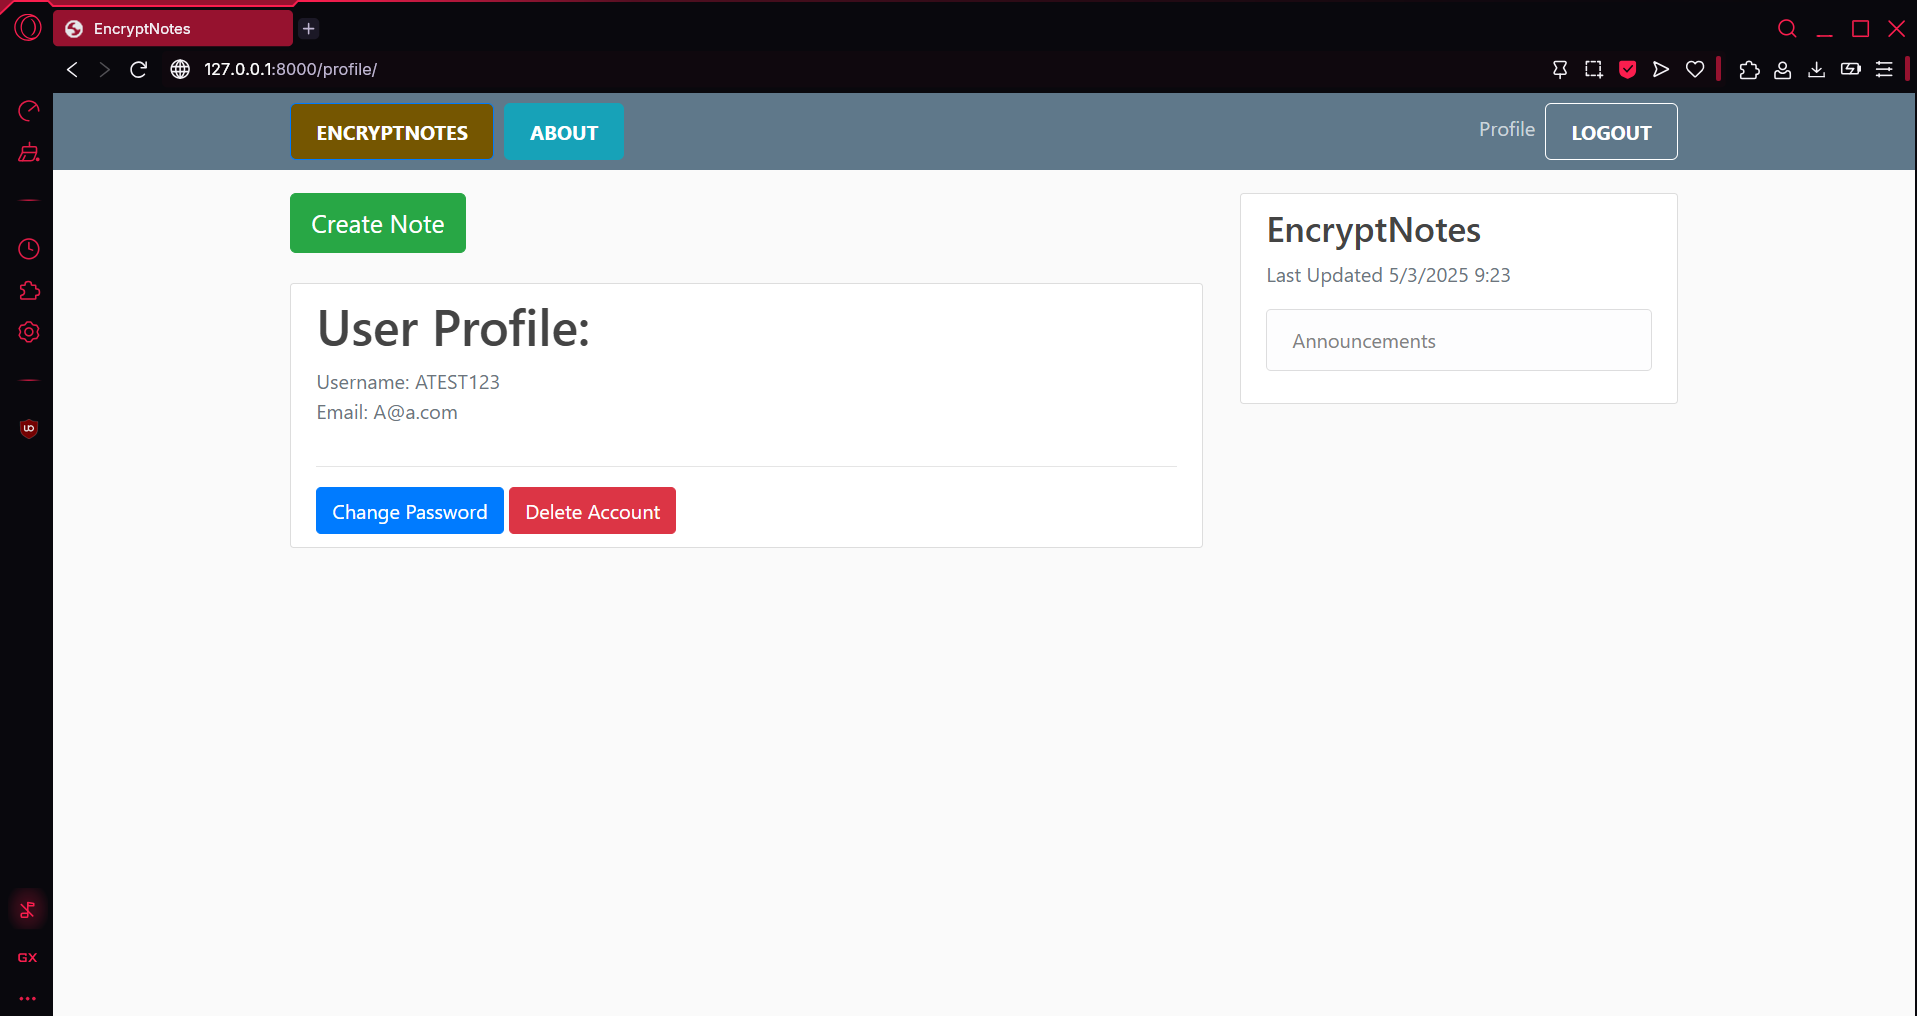 EncryptNotes
127.0.0.1:8000/profile/
ENCRYPTNOTES ABOUT Profile LOGOUT
Create Note
User Profile:
Username: ATEST123
Email: A@a.com
Change Password Delete Account
EncryptNotes
Last Updated 5/3/2025 9:23
Announcements
GX